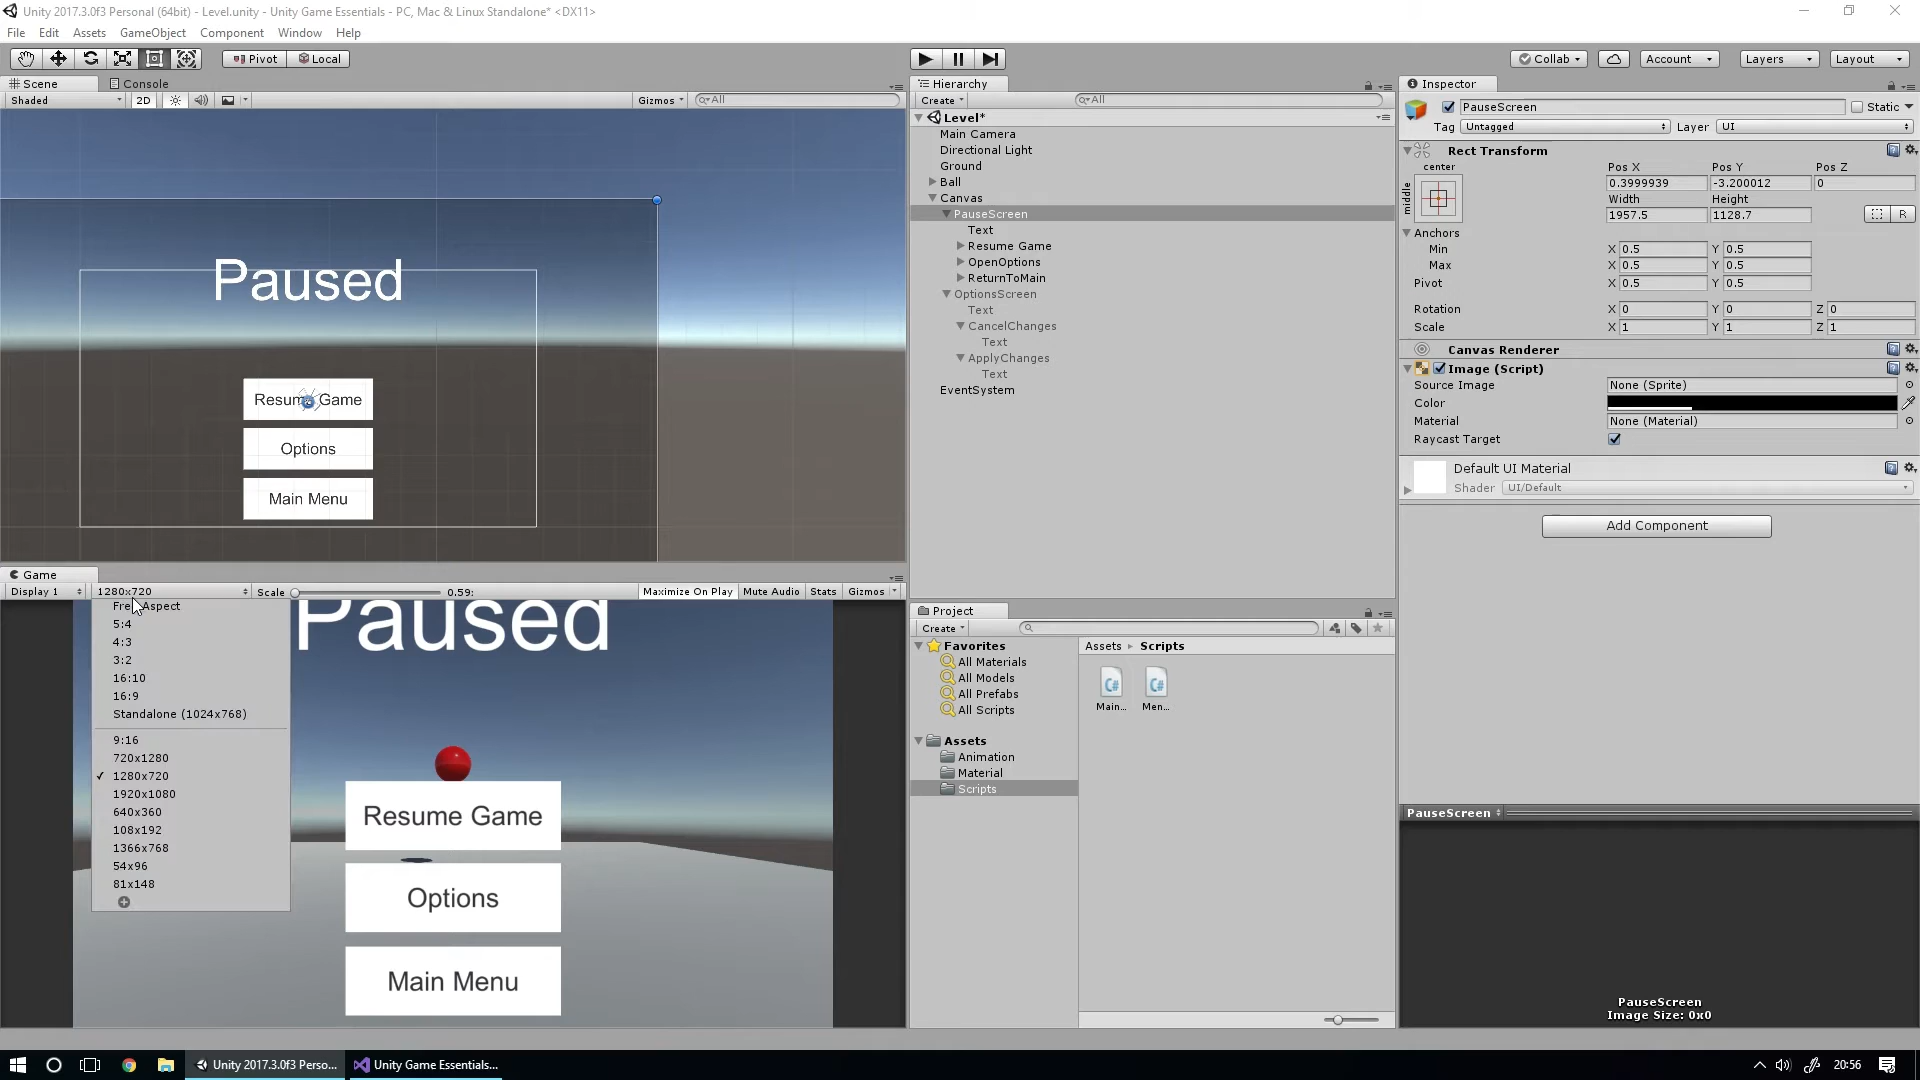 Unity 2017.3.0f3 Personal (64bit) - Level.unity - Unity Game Essentials - PC, Mac & Linux Standalone* <DX11>
File Edit Assets GameObject Component Window Help
Pivot Local
Collab Account Layers Layout
Scene Console
Shaded 2D Gizmos All
Paused
Resume Game
Options
Main Menu
Game
Display 1 1280x720 Scale 0.59: Maximize On Play Mute Audio Stats Gizmos
Free Aspect
5:4
4:3
3:2
16:10
16:9
Standalone (1024x768)
9:16
720x1280
1280x720
1920x1080
640x360
108x192
1366x768
54x96
81x148
Paused
Resume Game
Options
Main Menu
Hierarchy
Create All
Level*
Main Camera
Directional Light
Ground
Ball
Canvas
PauseScreen
Text
Resume Game
OpenOptions
ReturnToMain
OptionsScreen
Text
CancelChanges
Text
ApplyChanges
Text
EventSystem
Project
Create
Favorites
All Materials
All Models
All Prefabs
All Scripts
Assets
Animation
Material
Scripts
Assets Scripts
Main... Men...
Inspector
PauseScreen Static
Tag Untagged Layer UI
Rect Transform
center
middle
Pos X Pos Y Pos Z
0.3999939 -3.200012 0
Width Height
1957.5 1128.7 R
Anchors
Min X 0.5 Y 0.5
Max X 0.5 Y 0.5
Pivot X 0.5 Y 0.5
Rotation X 0 Y 0 Z 0
Scale X 1 Y 1 Z 1
Canvas Renderer
Image (Script)
Source Image None (Sprite)
Color
Material None (Material)
Raycast Target
Default UI Material
Shader UI/Default
Add Component
PauseScreen
PauseScreen
Image Size: 0x0
Unity 2017.3.0f3 Perso... Unity Game Essentials... 20:56